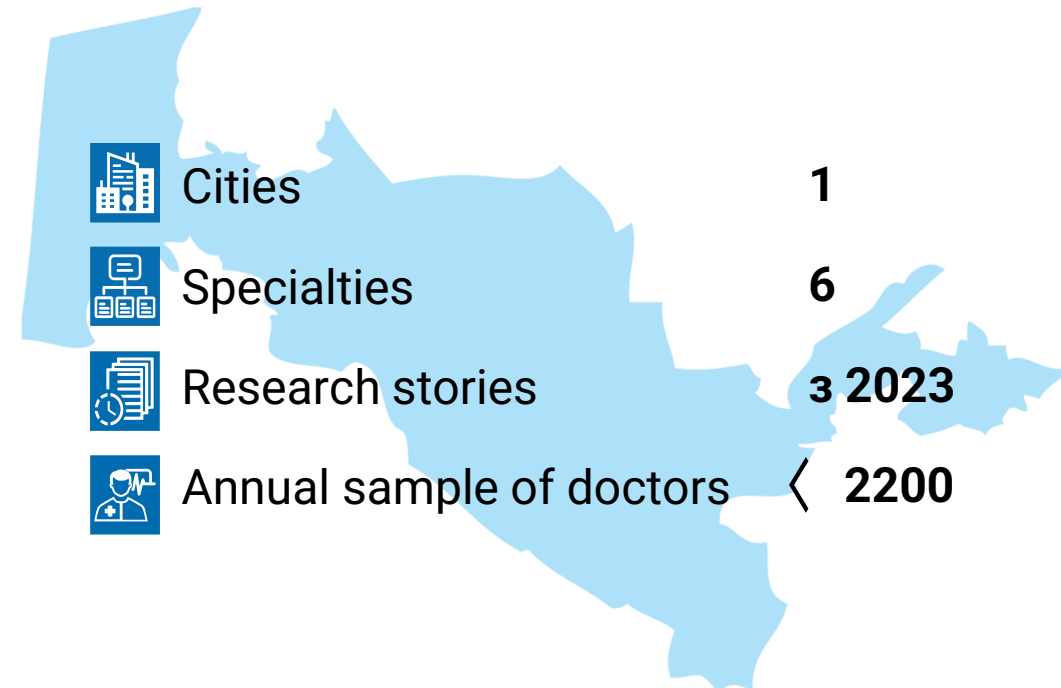 Cities 1
Specialties 6
Research stories з 2023
Annual sample of doctors 〈 2200